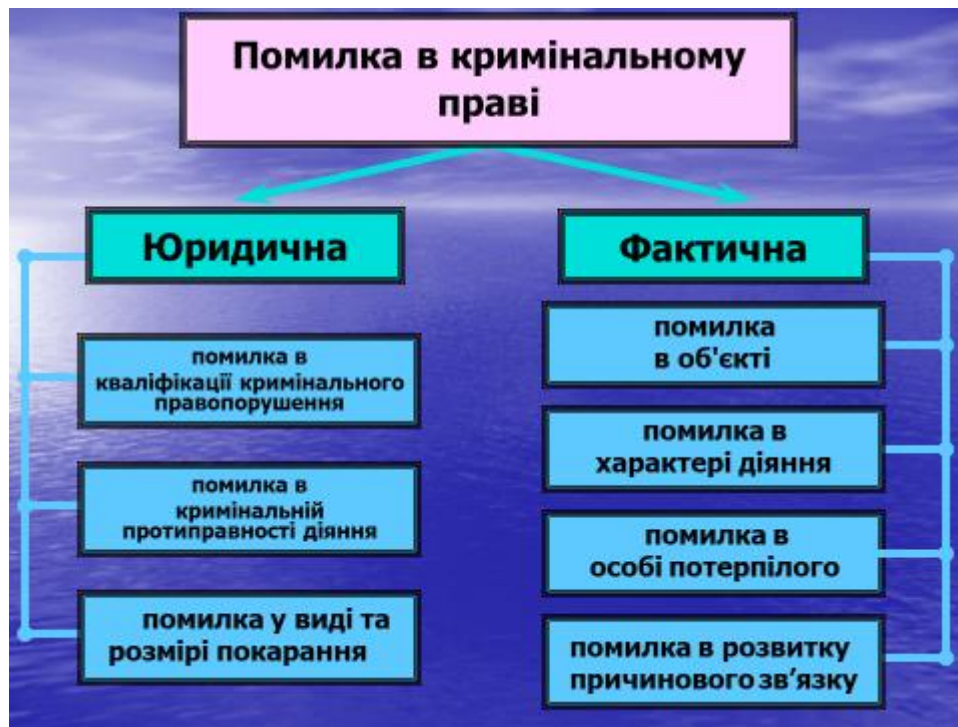 Помилка в кримінальному
праві
Юридична
помилка в
кваліфікації кримінального
правопорушення
помилка в
кримінальній
протиправності діяння
помилка у виді та
розмірі покарання
Фактична
помилка
в об'єкті
помилка в
характері діяння
помилка в
особі потерпілого
помилка в розвитку
причинового зв’язку